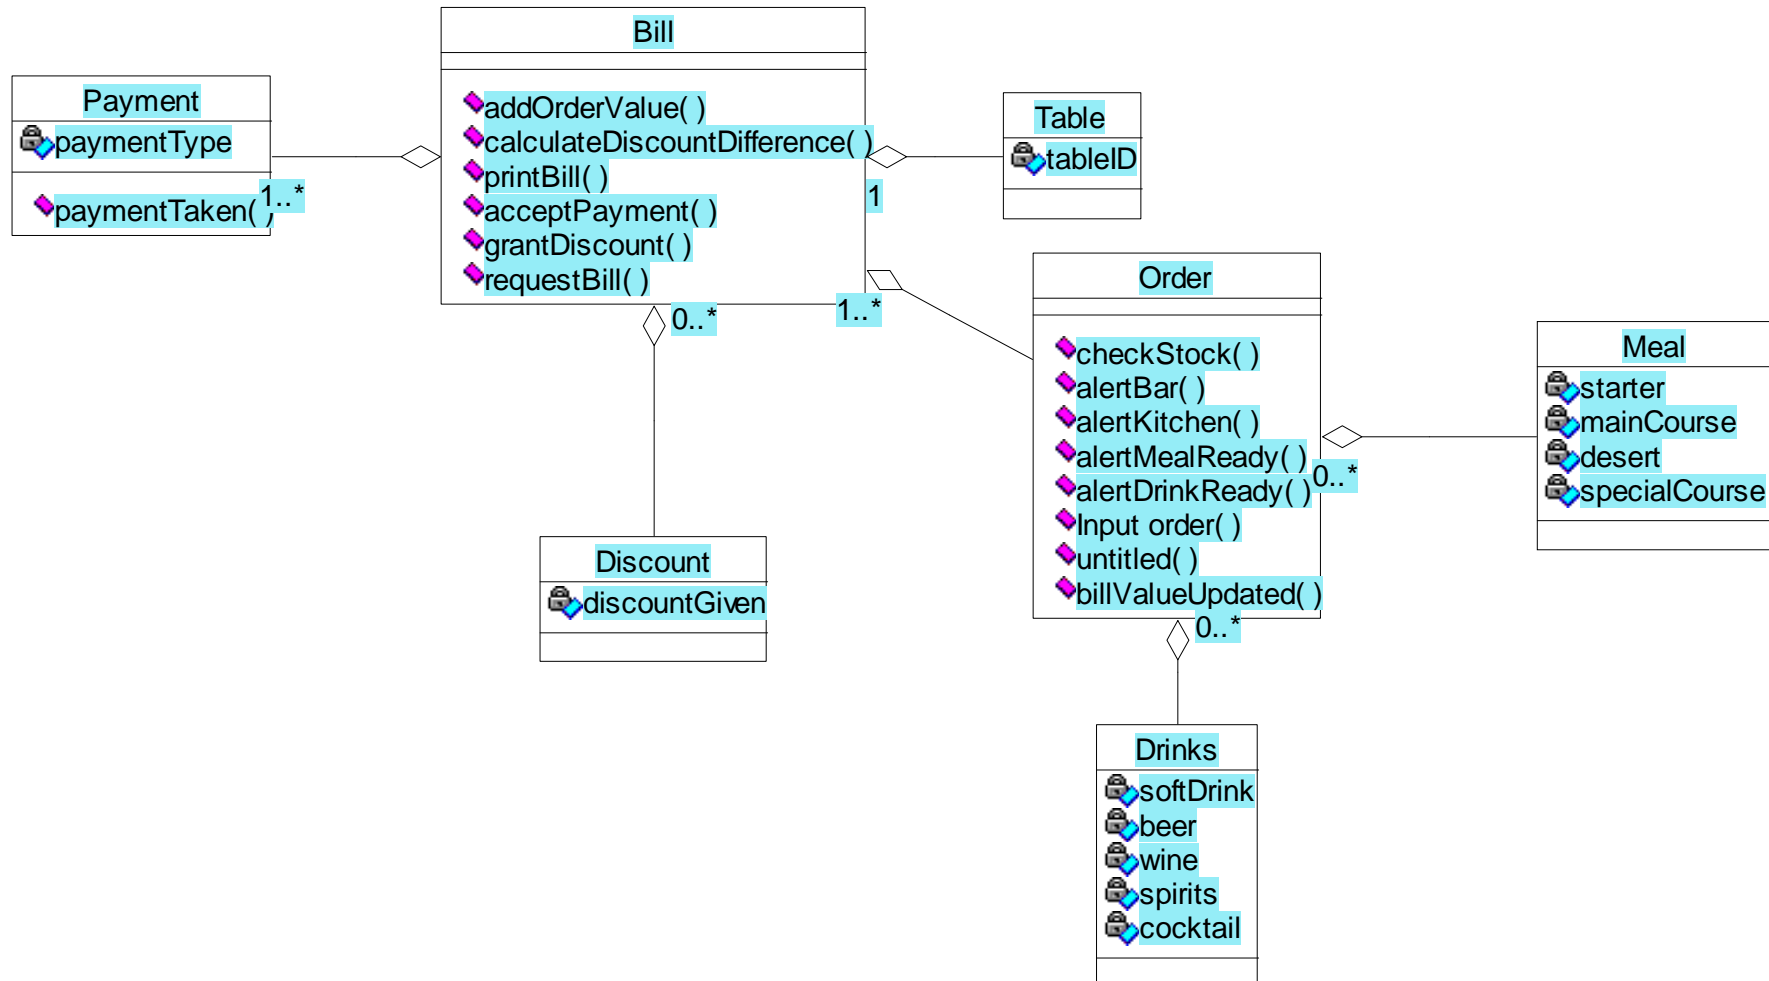 Bill
addOrderValue( )
calculateDiscountDifference( )
printBill( )
acceptPayment( )
grantDiscount( )
requestBill( )
Payment
paymentType
paymentTaken( )
1..*
Table
tableID
1
1..*
0..*
Order
checkStock( )
alertBar( )
alertKitchen( )
alertMealReady( )
alertDrinkReady( )
Input order( )
untitled( )
billValueUpdated( )
0..*
0..*
Meal
starter
mainCourse
desert
specialCourse
Discount
discountGiven
Drinks
softDrink
beer
wine
spirits
cocktail